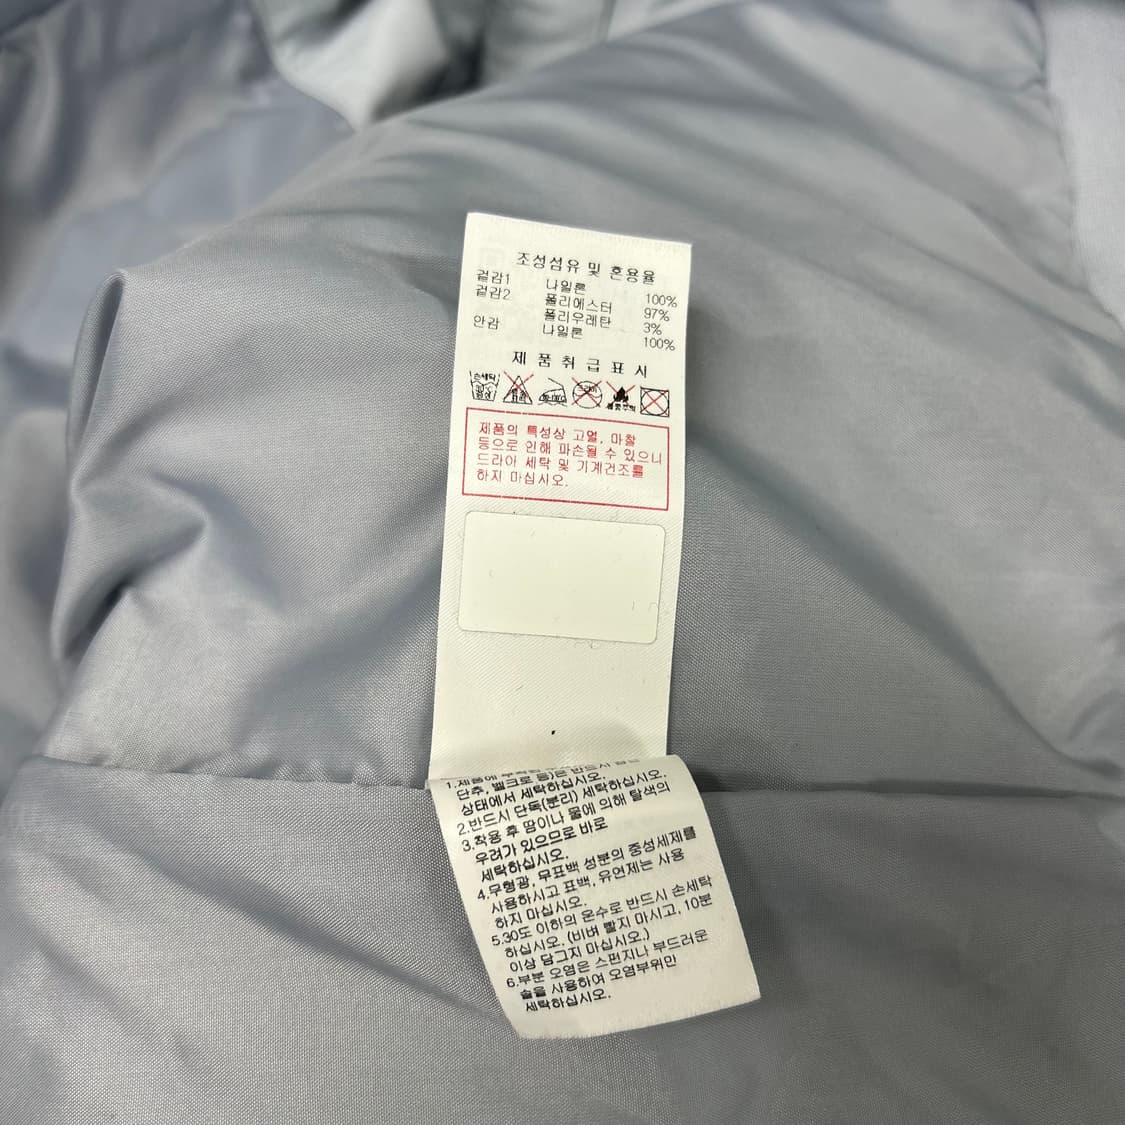 조성섬유 및 혼용율
겉감1 나일론 100%
겉감2 폴리에스터 97%
폴리우레탄 3%
안감 나일론 100%
제 품 취 급 표 시
손세탁
제품의 특성상 고열, 마찰
등으로 인해 파손될 수 있으니
드라이 세탁 및 기계건조를
하지 마십시오.
1.제품에
단추, 벨크로 등)은 반드시
상태에서 세탁하십시오.
2.반드시 단독(분리) 세탁하십시오.
3.착용 후 땀이나 물에 의해 탈색의
우려가 있으므로 바로
세탁하십시오.
4.무형광, 무표백 성분의 중성세제를
사용하시고 표백, 유연제는 사용
하지 마십시오.
5.30도 이하의 온수로 반드시 손세탁
하십시오. (비벼 빨지 마시고, 10분
이상 담그지 마십시오.)
6.부분 오염은 스펀지나 부드러운
솔을 사용하여 오염부위만
세탁하십시오.